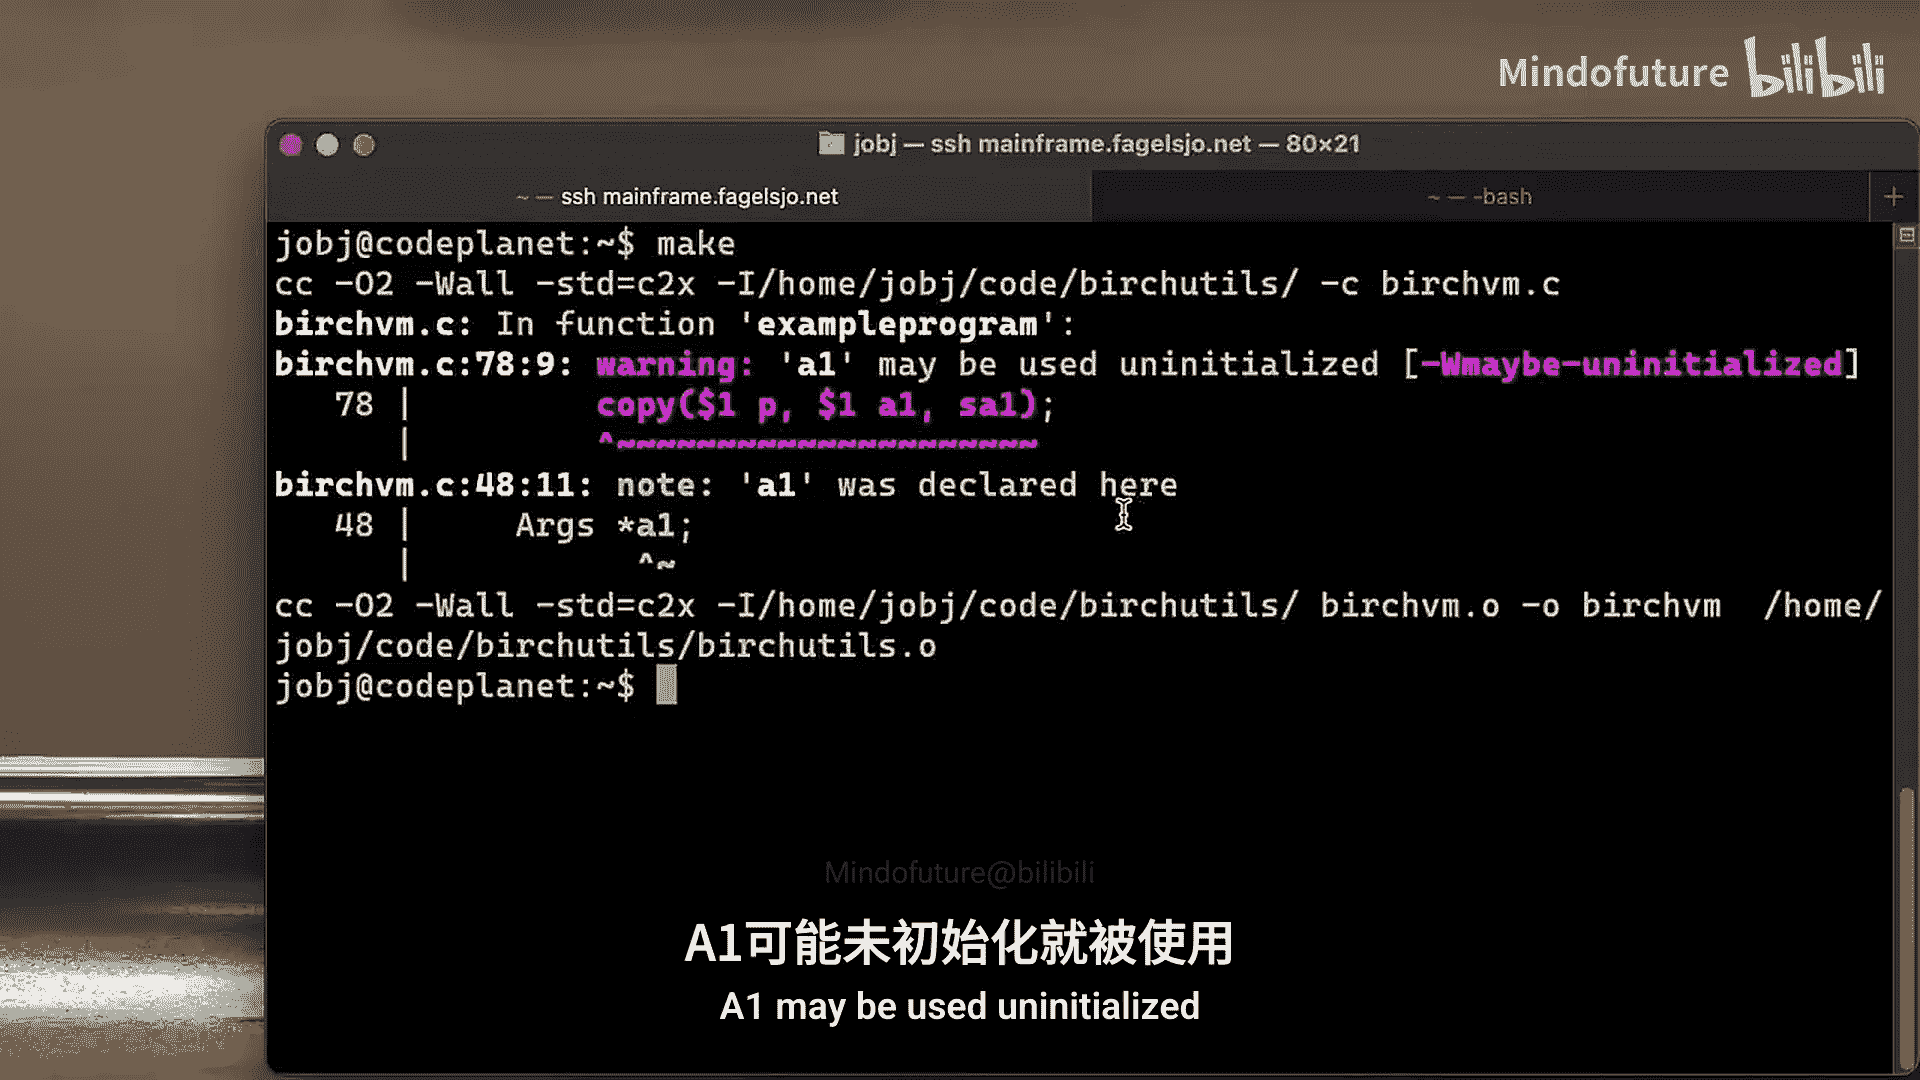 Mindofuture bilibili
jobj — ssh mainframe.fagelsjo.net — 80×21
~ — ssh mainframe.fagelsjo.net
~ — -bash
+
jobj@codeplanet:~$ make
cc -O2 -Wall -std=c2x -I/home/jobj/code/birchutils/ -c birchvm.c
birchvm.c: In function 'exampleprogram':
birchvm.c:78:9: warning: 'a1' may be used uninitialized [-Wmaybe-uninitialized]
78 |         copy($1 p, $1 a1, sa1);
|         ^~~~~~~~~~~~~~~~~~~~~~
birchvm.c:48:11: note: 'a1' was declared here
48 |     Args *a1;
|           ^~
cc -O2 -Wall -std=c2x -I/home/jobj/code/birchutils/ birchvm.o -o birchvm  /home/
jobj/code/birchutils/birchutils.o
jobj@codeplanet:~$
Mindofuture@bilibili
A1可能未初始化就被使用
A1 may be used uninitialized